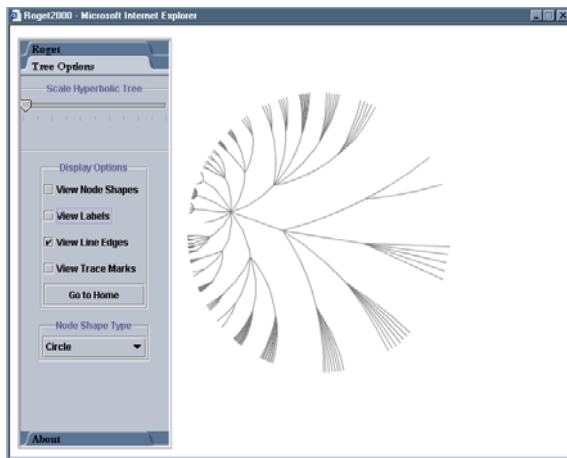 Roget2000 - Microsoft Internet Explorer
Roget
Tree Options
Scale Hyperbolic Tree
Display Options
View Node Shapes
View Labels
View Line Edges
View Trace Marks
Go to Home
Node Shape Type
Circle
About